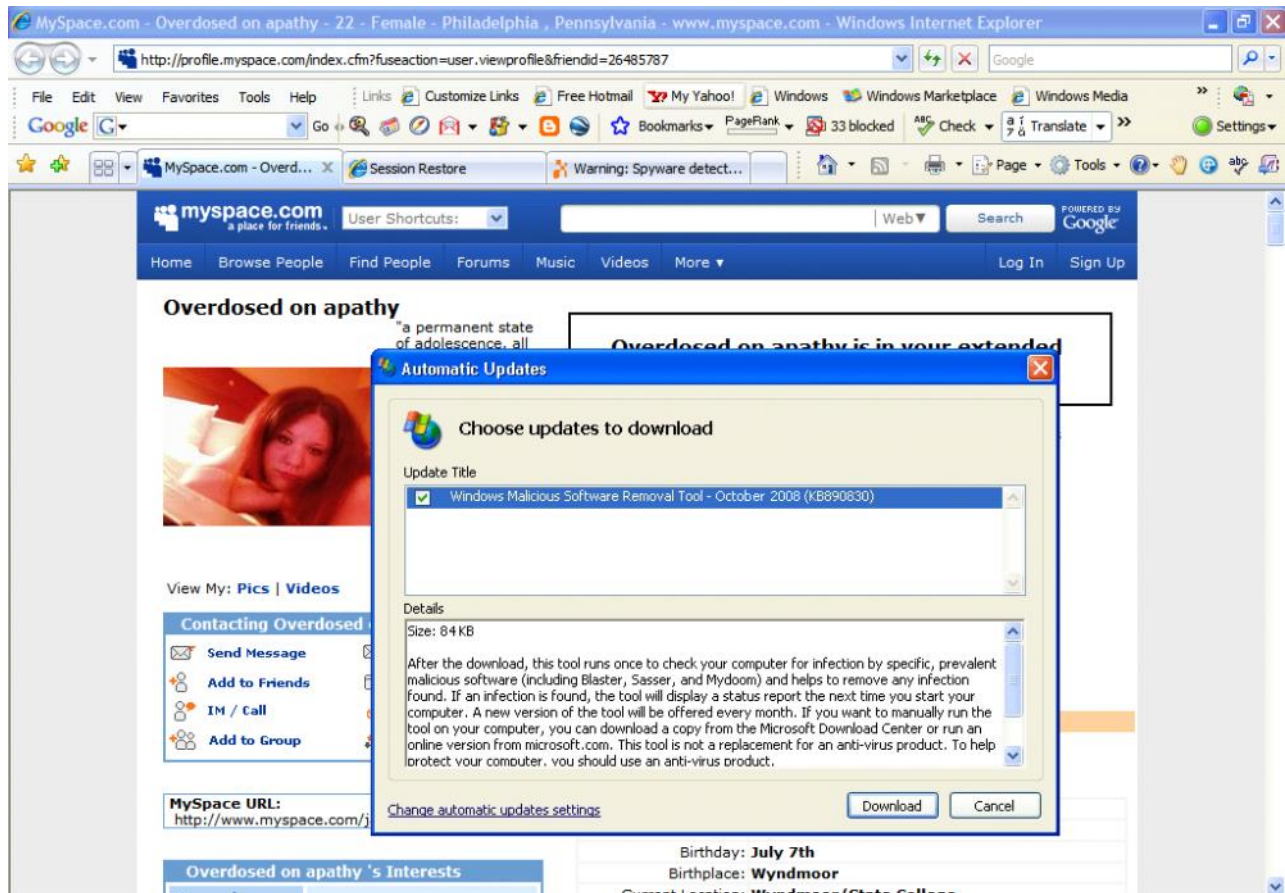 MySpace.com - Overdosed on apathy - 22 - Female - Philadelphia , Pennsylvania - www.myspace.com - Windows Internet Explorer
http://profile.myspace.com/index.cfm?fuseaction=user.viewprofile&friendid=26485787
Google
File Edit View Favorites Tools Help Links Customize Links Free Hotmail My Yahoo! Windows Windows Marketplace Windows Media
Google G Go Bookmarks PageRank 33 blocked Check Translate Settings
MySpace.com - Overd... Session Restore Warning: Spyware detect... Page Tools
myspace.com
a place for friends.
User Shortcuts:
Web
Search
POWERED BY
Google
Home Browse People Find People Forums Music Videos More Log In Sign Up
Overdosed on apathy
"a permanent state
of adolescence, all
Overdosed on apathy is in your extended
Automatic Updates
Choose updates to download
Update Title
Windows Malicious Software Removal Tool - October 2008 (KB890830)
Details
Size: 84 KB
After the download, this tool runs once to check your computer for infection by specific, prevalent
malicious software (including Blaster, Sasser, and Mydoom) and helps to remove any infection
found. If an infection is found, the tool will display a status report the next time you start your
computer. A new version of the tool will be offered every month. If you want to manually run the
tool on your computer, you can download a copy from the Microsoft Download Center or run an
online version from microsoft.com. This tool is not a replacement for an anti-virus product. To help
protect your computer, you should use an anti-virus product.
Change automatic updates settings
Download
Cancel
View My: Pics | Videos
Contacting Overdosed
Send Message
Add to Friends
IM / Call
Add to Group
MySpace URL:
http://www.myspace.com/j
Overdosed on apathy 's Interests
Birthday: July 7th
Birthplace: Wyndmoor
Current Location: Wyndmoor/State College